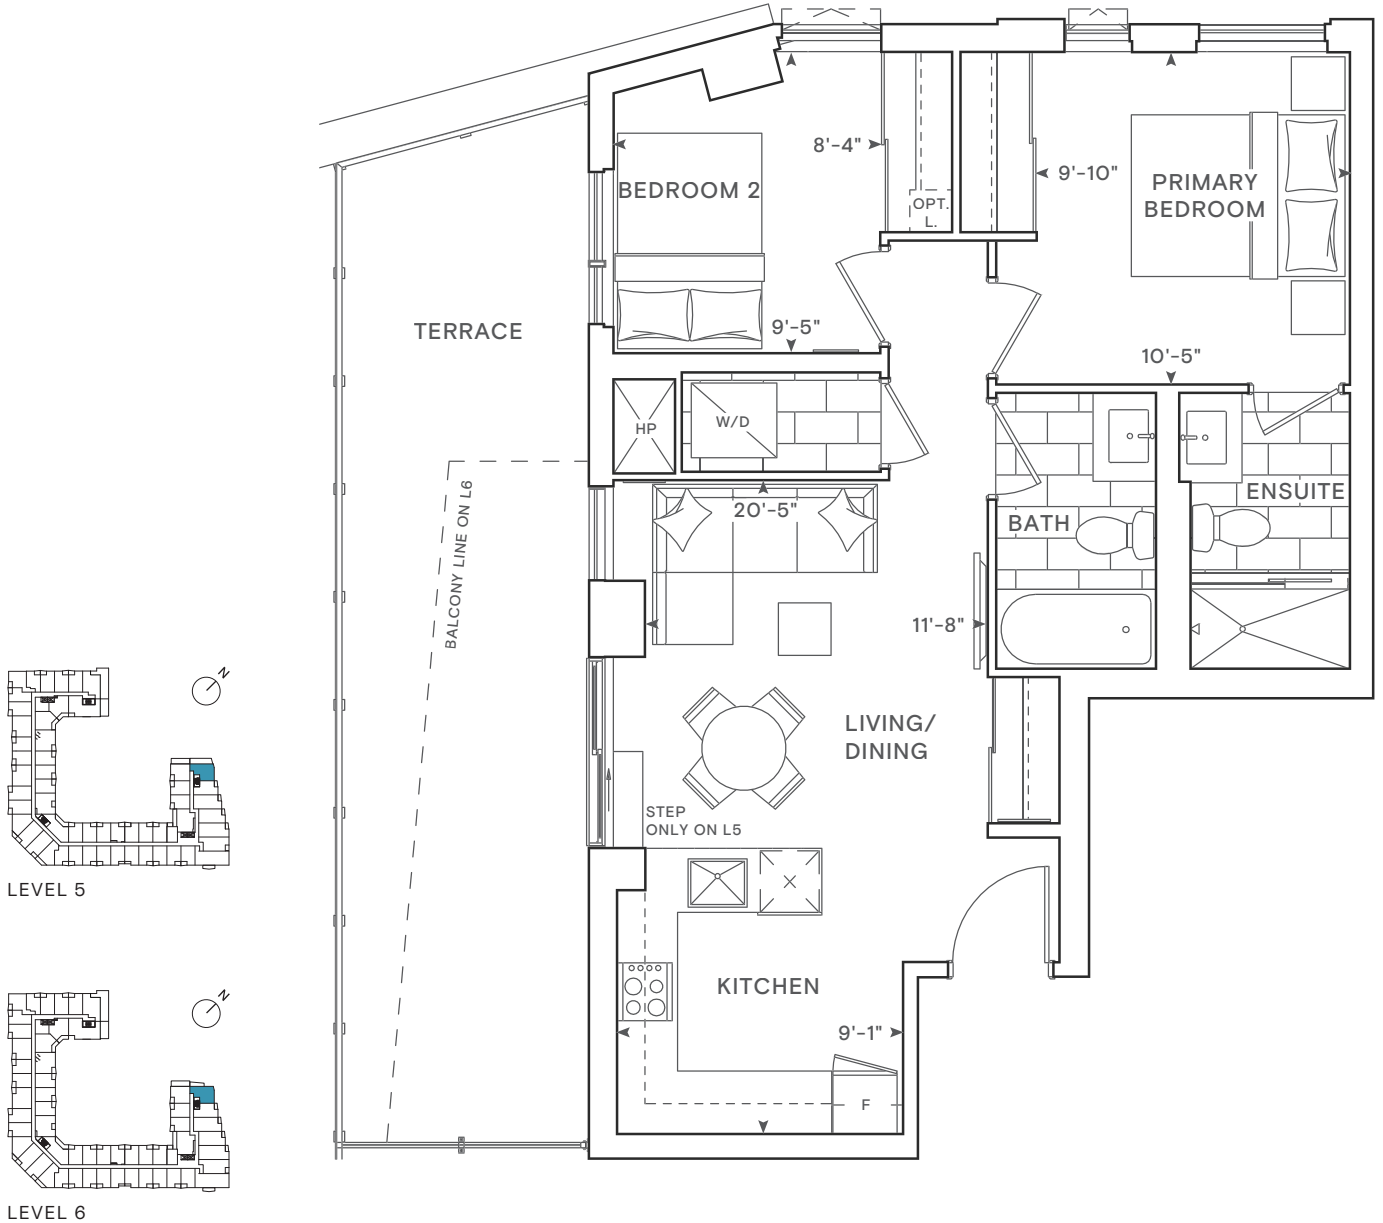 8'-4"
BEDROOM 2
OPT.
L.
9'-10"
PRIMARY
BEDROOM
TERRACE
9'-5"
10'-5"
HP
W/D
BALCONY LINE ON L6
20'-5"
ENSUITE
BATH
11'-8"
LIVING/
DINING
STEP
ONLY ON L5
KITCHEN
9'-1"
F
N
LEVEL 5
N
LEVEL 6